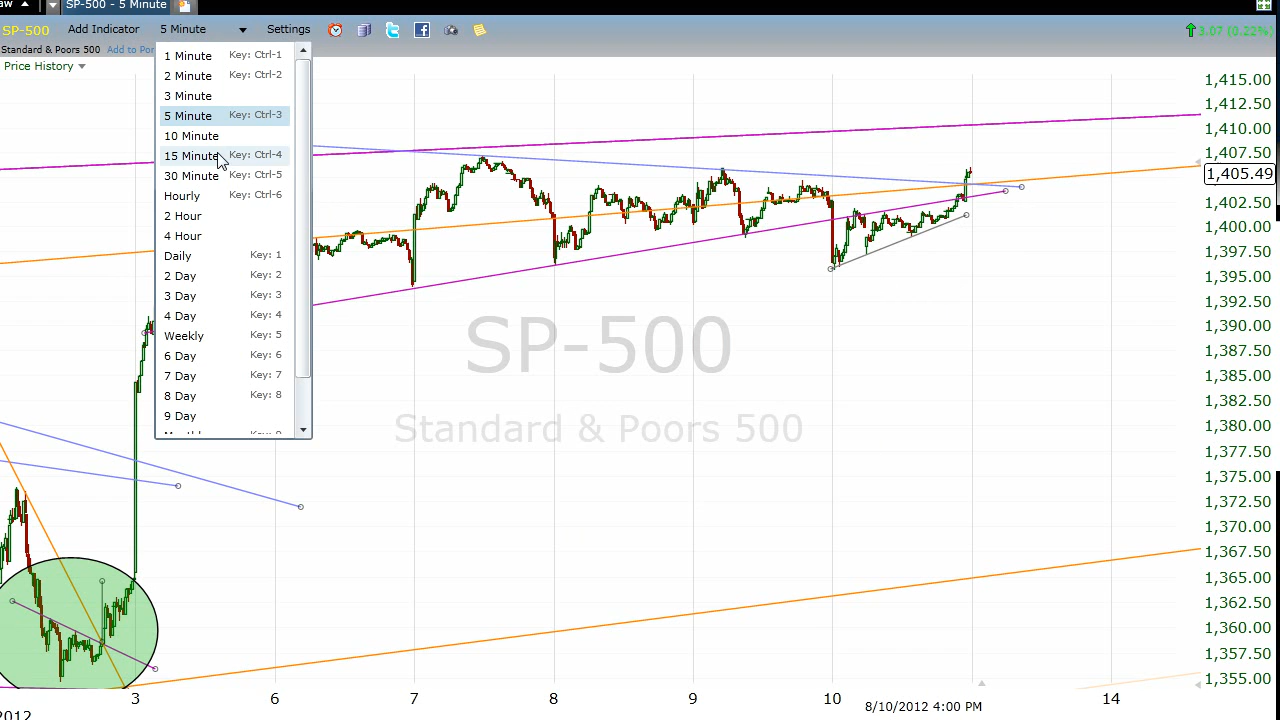 aw SP-500 - 5 Minute
SP-500 Add Indicator 5 Minute Settings 3.07 (0.22%)
Standard & Poors 500 Add to Por
Price History
1 Minute Key: Ctrl-1
2 Minute Key: Ctrl-2
3 Minute
5 Minute Key: Ctrl-3
10 Minute
15 Minute Key: Ctrl-4
30 Minute Key: Ctrl-5
Hourly Key: Ctrl-6
2 Hour
4 Hour
Daily Key: 1
2 Day Key: 2
3 Day Key: 3
4 Day Key: 4
Weekly Key: 5
6 Day Key: 6
7 Day Key: 7
8 Day Key: 8
9 Day
SP-500
Standard & Poors 500
1,415.00
1,412.50
1,410.00
1,407.50
1,405.49
1,402.50
1,400.00
1,397.50
1,395.00
1,392.50
1,390.00
1,387.50
1,385.00
1,382.50
1,380.00
1,377.50
1,375.00
1,372.50
1,370.00
1,367.50
1,365.00
1,362.50
1,360.00
1,357.50
1,355.00
3 6 7 8 9 10 14
2012 8/10/2012 4:00 PM